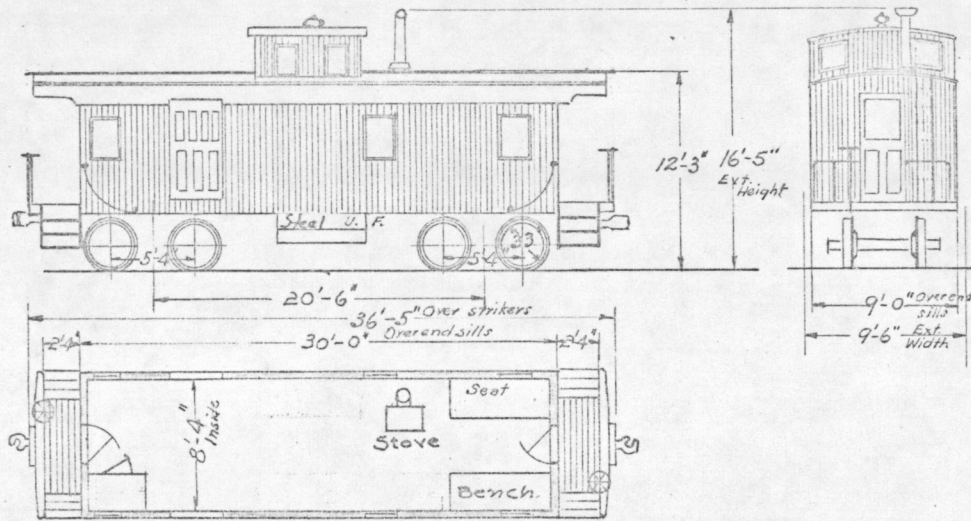 12'-3" 16'-5"
Ext.
Height
Steel U. F.
33
5'-4"
5'-4"
20'-6"
36'-5" Over strikers
Over end sills
2'4" 30'-0" 2'4"
9'-0" Over end
sills
9'-6" Ext.
Width
8'-4"
Inside
Seat
Stove
Bench.